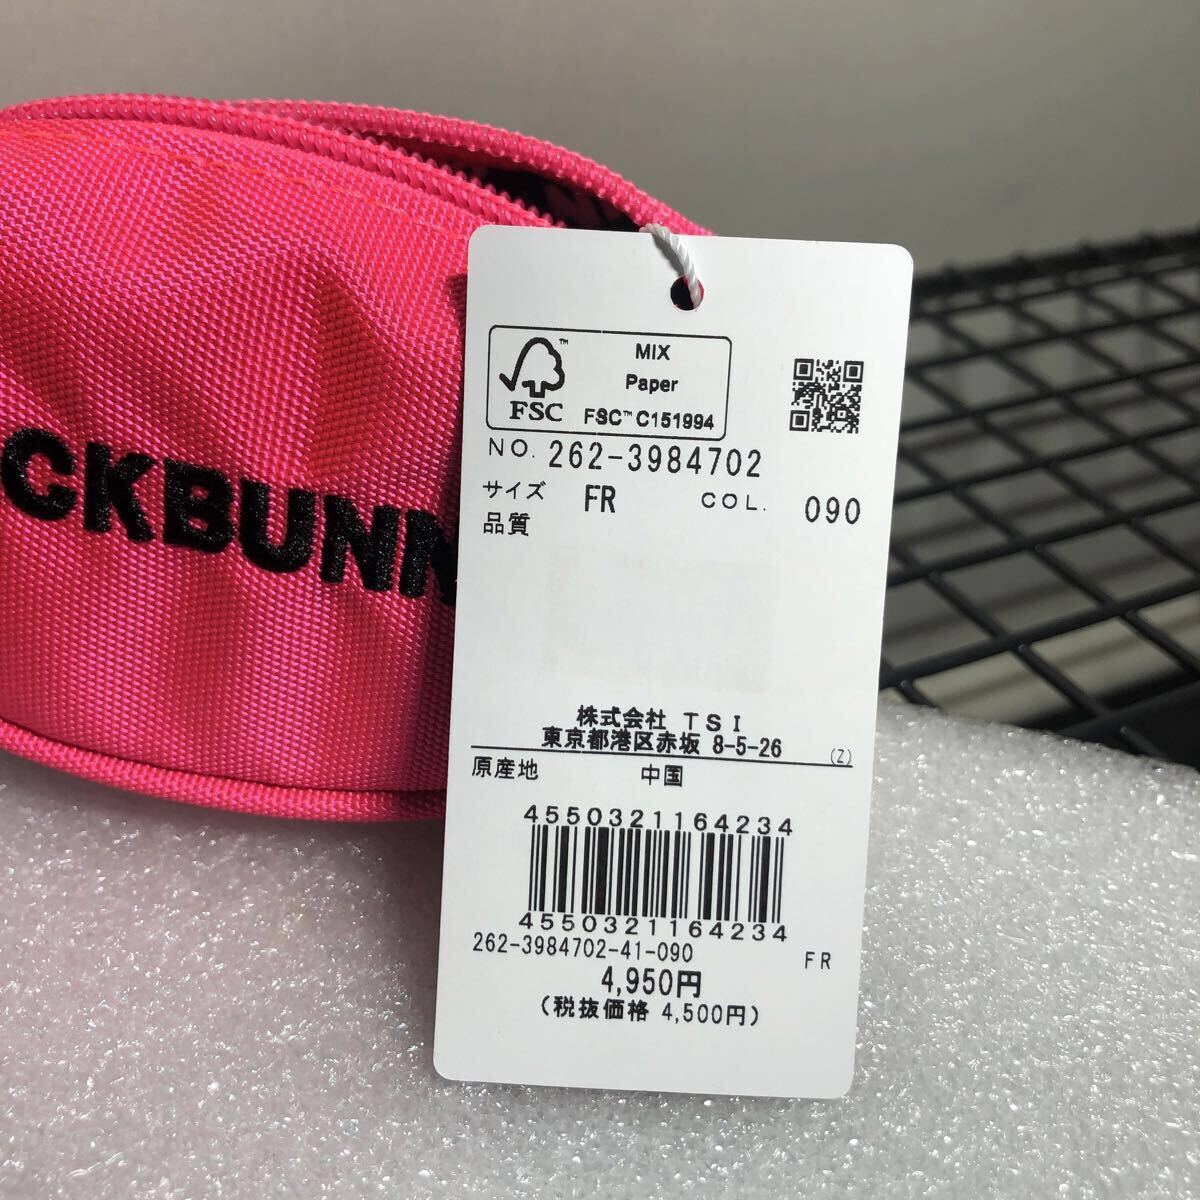 CKBUNN
MIX
Paper
FSC™ C151994
FSC
NO. 262-3984702
サイズ FR COL. 090
品質
株式会社 TSI
東京都港区赤坂 8-5-26 (Z)
原産地 中国
4550321164234
4550321164234
262-3984702-41-090 FR
4,950円
(税抜価格 4,500円)